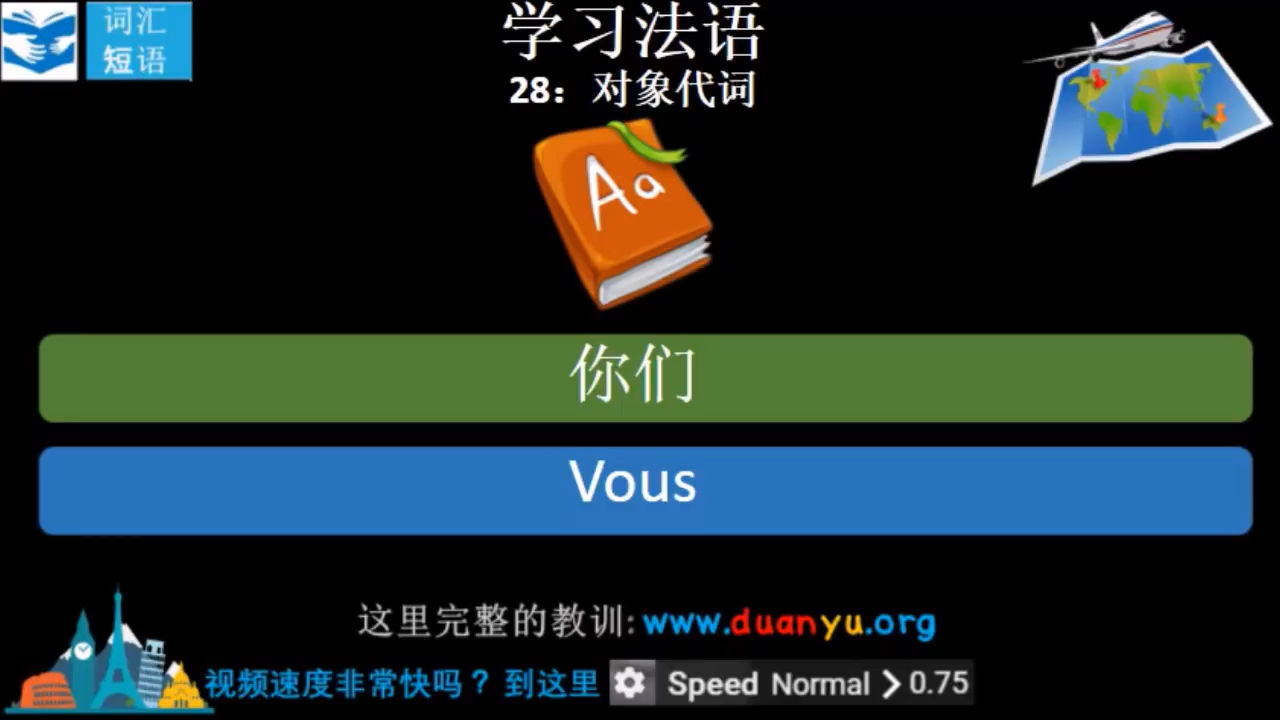 词汇
短语
学习法语
28：对象代词
Aa
你们
Vous
这里完整的教训: www.duanyu.org
视频速度非常快吗？ 到这里 Speed Normal > 0.75